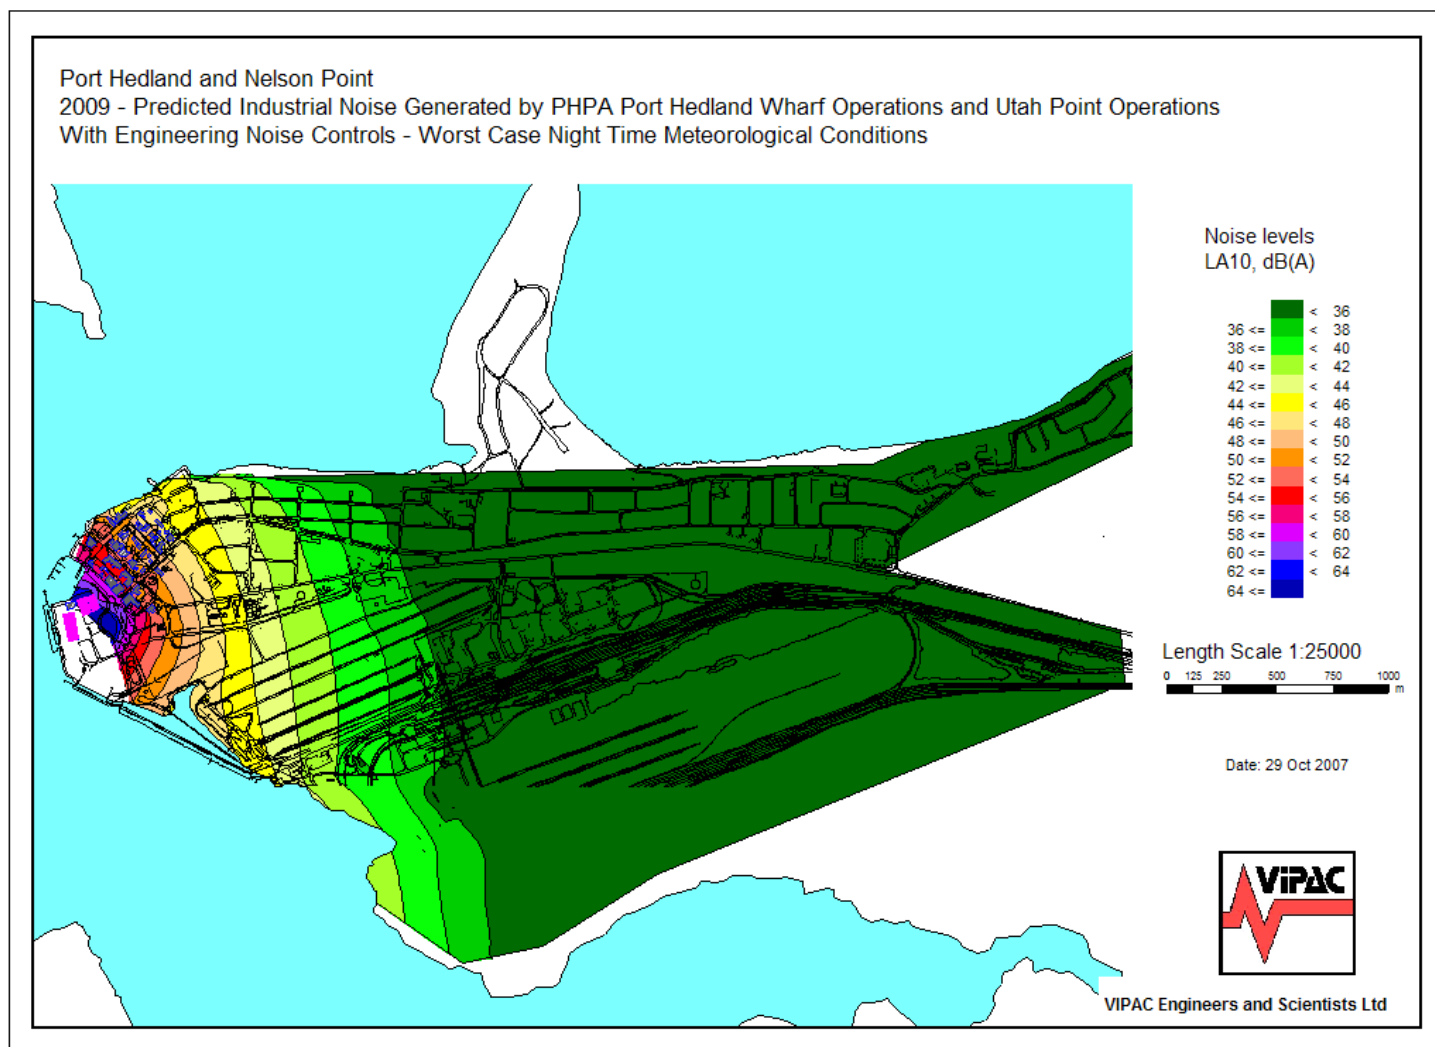 Port Hedland and Nelson Point
2009 - Predicted Industrial Noise Generated by PHPA Port Hedland Wharf Operations and Utah Point Operations
With Engineering Noise Controls - Worst Case Night Time Meteorological Conditions
Noise levels
LA10, dB(A)
< 36
36 <= < 38
38 <= < 40
40 <= < 42
42 <= < 44
44 <= < 46
46 <= < 48
48 <= < 50
50 <= < 52
52 <= < 54
54 <= < 56
56 <= < 58
58 <= < 60
60 <= < 62
62 <= < 64
64 <=
Length Scale 1:25000
0 125 250 500 750 1000
m
Date: 29 Oct 2007
ViPAC
VIPAC Engineers and Scientists Ltd